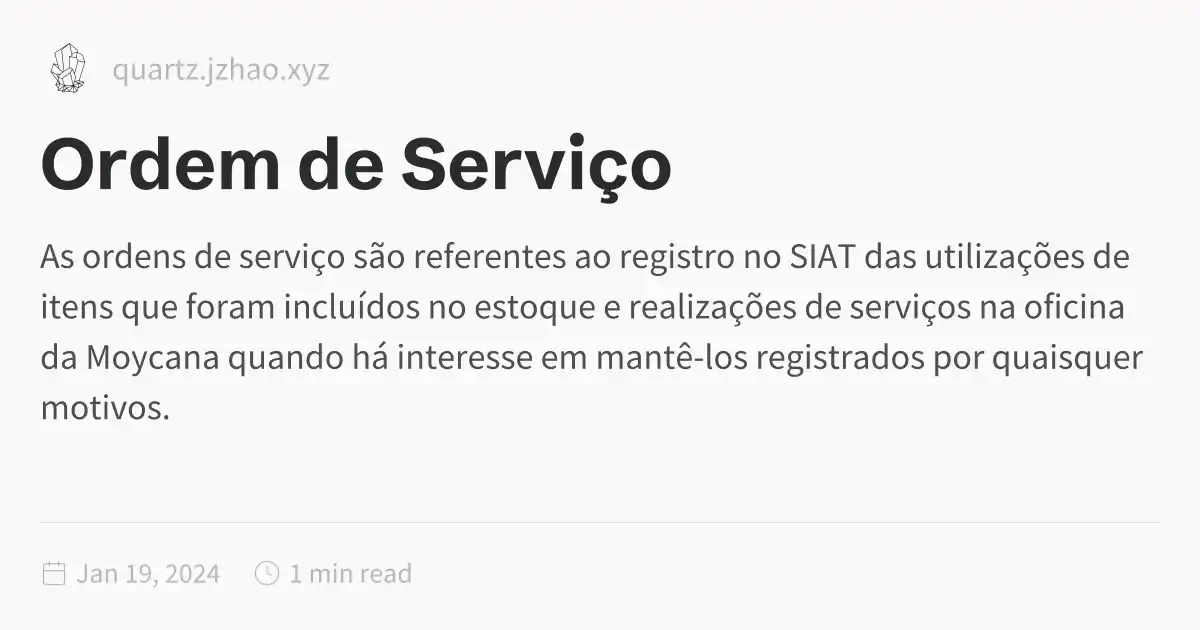 quartz.jzhao.xyz
Ordem de Serviço
As ordens de serviço são referentes ao registro no SIAT das utilizações de
itens que foram incluídos no estoque e realizações de serviços na oficina
da Moycana quando há interesse em mantê-los registrados por quaisquer
motivos.
Jan 19, 2024 1 min read